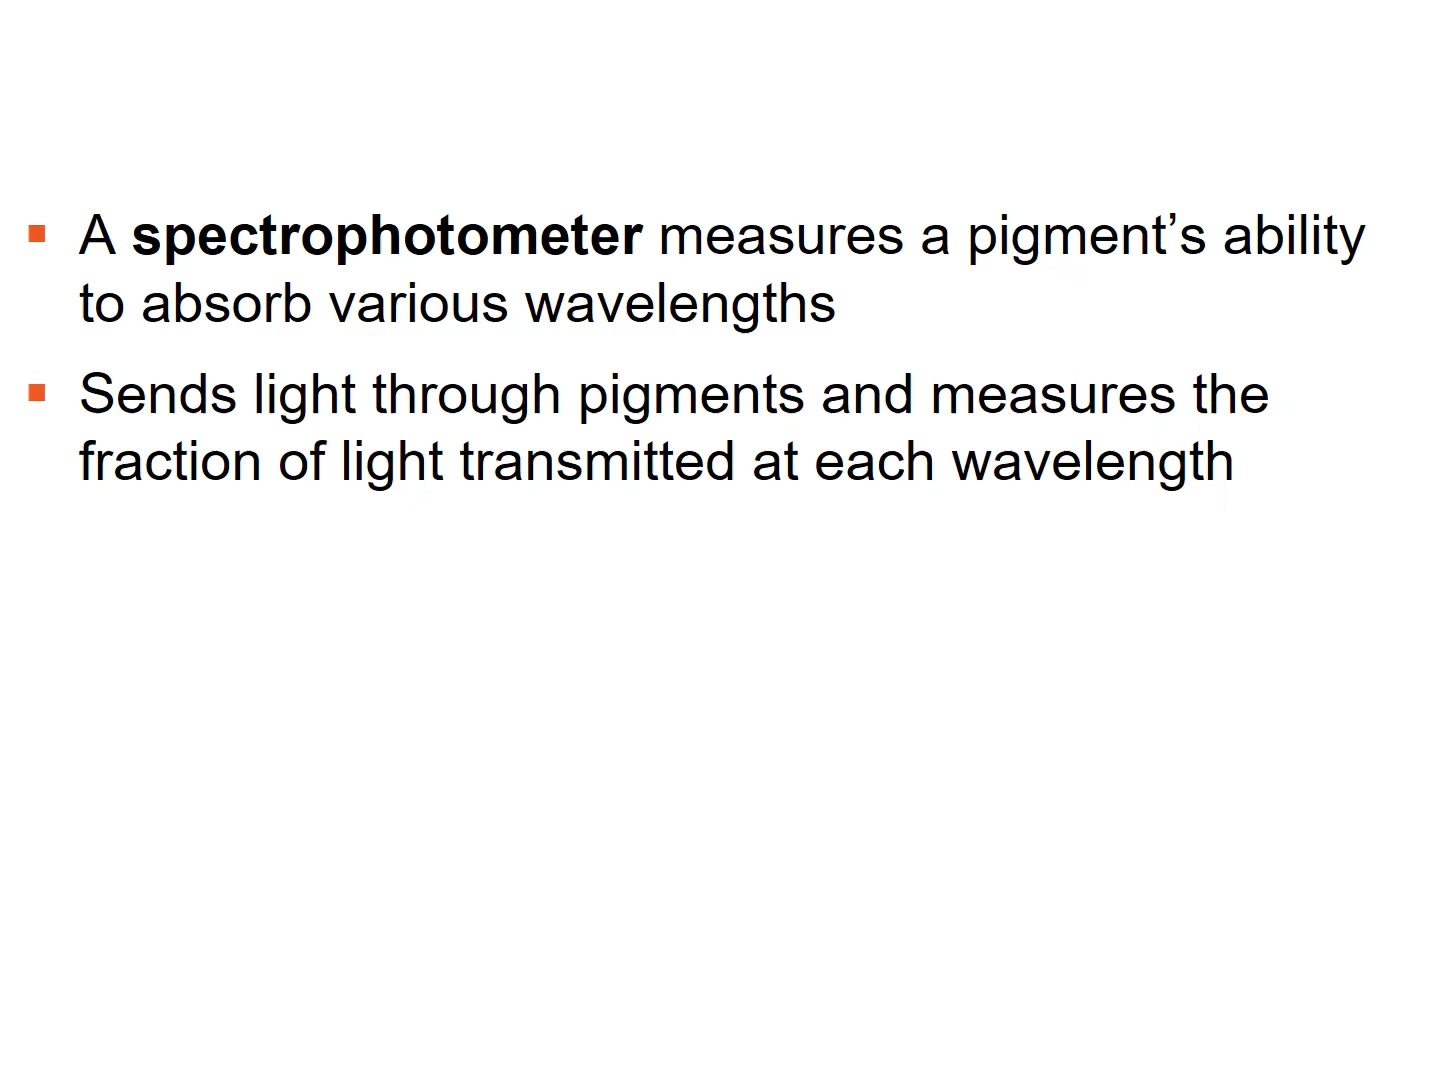 ▪ A spectrophotometer measures a pigment’s ability
to absorb various wavelengths
▪ Sends light through pigments and measures the
fraction of light transmitted at each wavelength